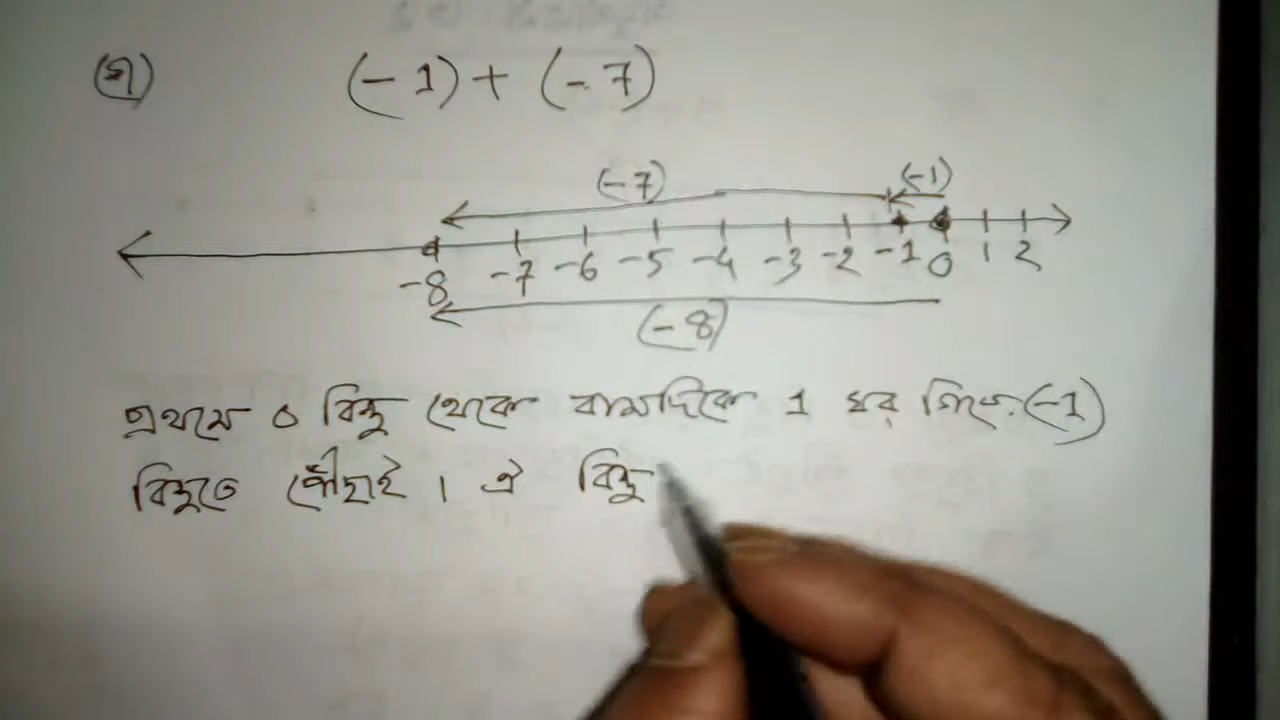 (গ) (-1) + (-7)
(-7) (-1)
-8 -7 -6 -5 -4 -3 -2 -1 0 1 2
(-8)
প্রথমে 0 বিন্দু থেকে বামদিকে 1 ঘর গিয়ে (-1)
বিন্দুতে পৌঁছাই । ঐ বিন্দু